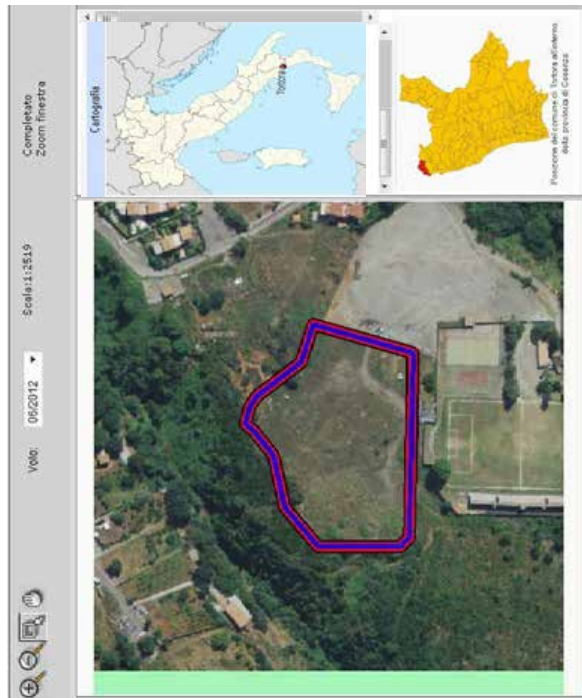 Volo: 06/2012
Scala:1:2519
Completato
Zoom finestra
Cartografia
Tortora
Posizione del comune di Tortora all'interno
della provincia di Cosenza